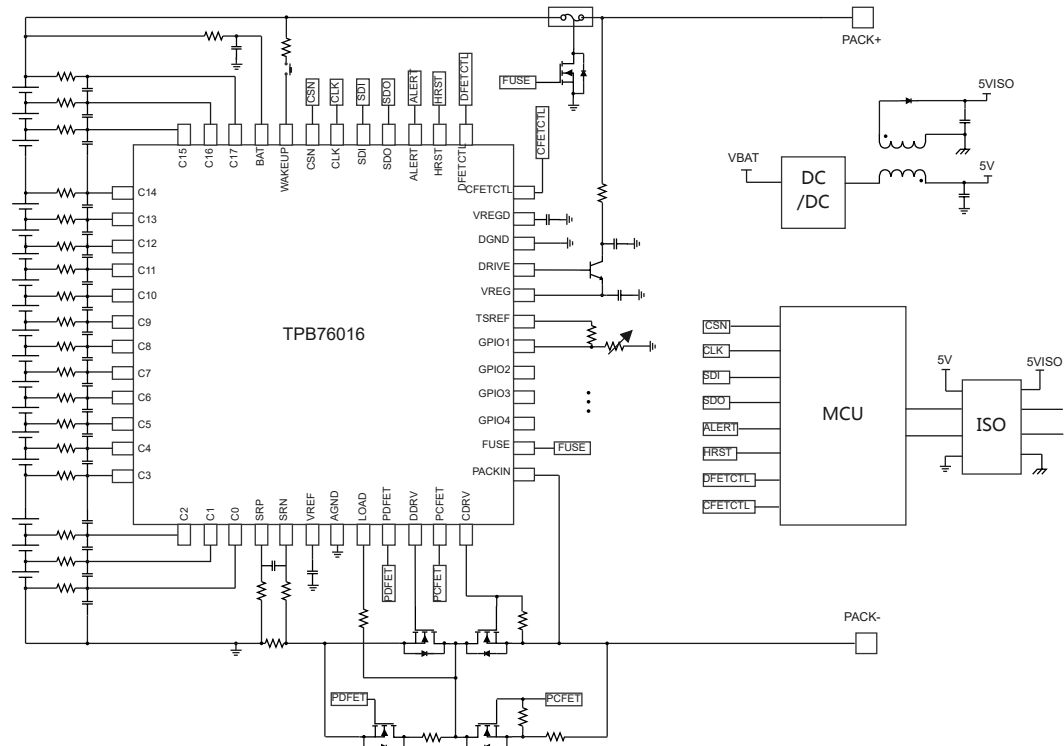 PACK+
FUSE
CSN
CLK
SDI
SDO
ALERT
HRST
DFETCTL
CFETCTL
5VISO
VBAT
DC
/DC
5V
C15
C16
C17
BAT
WAKEUP
CSN
CLK
SDI
SDO
ALERT
HRST
DFETCTL
C14
C13
C12
C11
C10
C9
C8
C7
C6
C5
C4
C3
TPB76016
CFETCTL
VREGD
DGND
DRIVE
VREG
TSREF
GPIO1
GPIO2
GPIO3
GPIO4
FUSE
PACKIN
FUSE
C2
C1
C0
SRP
SRN
VREF
AGND
LOAD
PDFET
DDRV
PCFET
CDRV
PDFET
PCFET
CSN
CLK
SDI
SDO
ALERT
HRST
DFETCTL
CFETCTL
MCU
5V
5VISO
ISO
PACK-
PDFET
PCFET